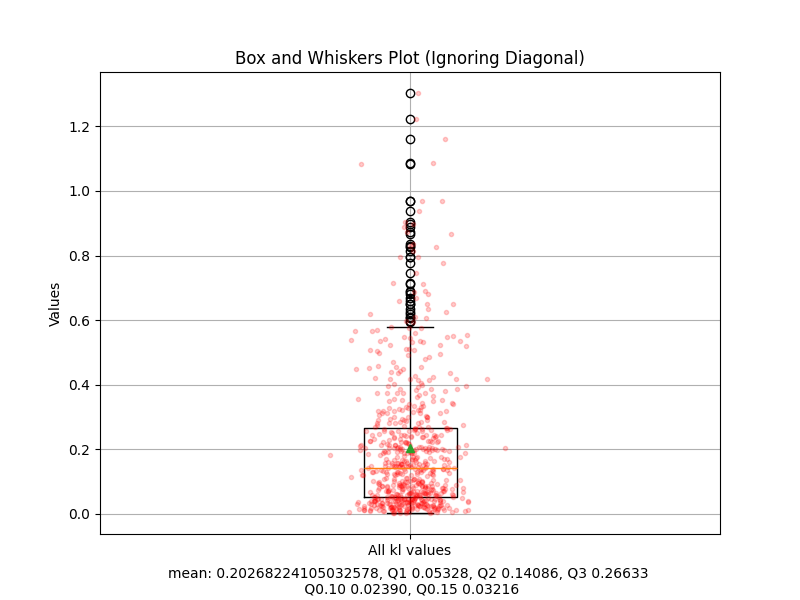 Box and Whiskers Plot (Ignoring Diagonal)
Values
1.2
1.0
0.8
0.6
0.4
0.2
0.0
All kl values
mean: 0.20268224105032578, Q1 0.05328, Q2 0.14086, Q3 0.26633
Q0.10 0.02390, Q0.15 0.03216